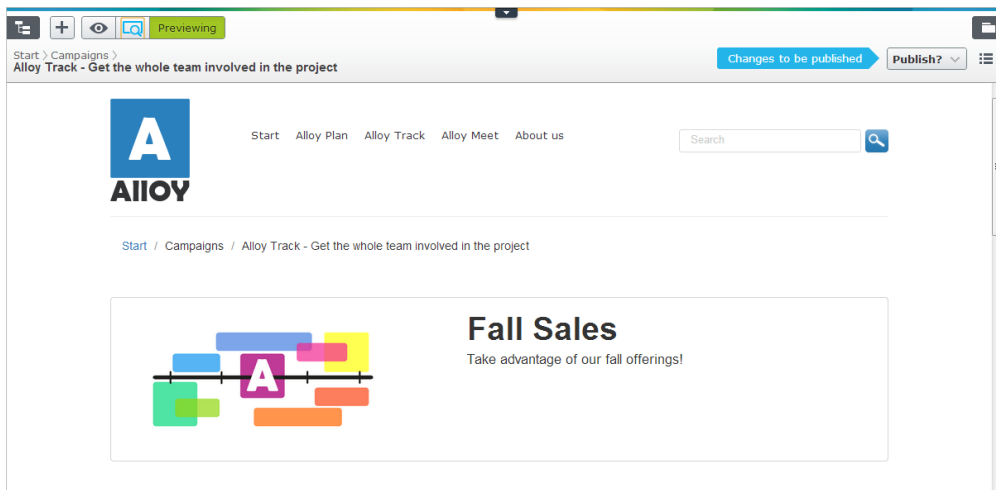 Previewing
Start > Campaigns >
Alloy Track - Get the whole team involved in the project
Changes to be published
Publish?
A
Alloy
Start Alloy Plan Alloy Track Alloy Meet About us
Search
Start / Campaigns / Alloy Track - Get the whole team involved in the project
Fall Sales
Take advantage of our fall offerings!
A